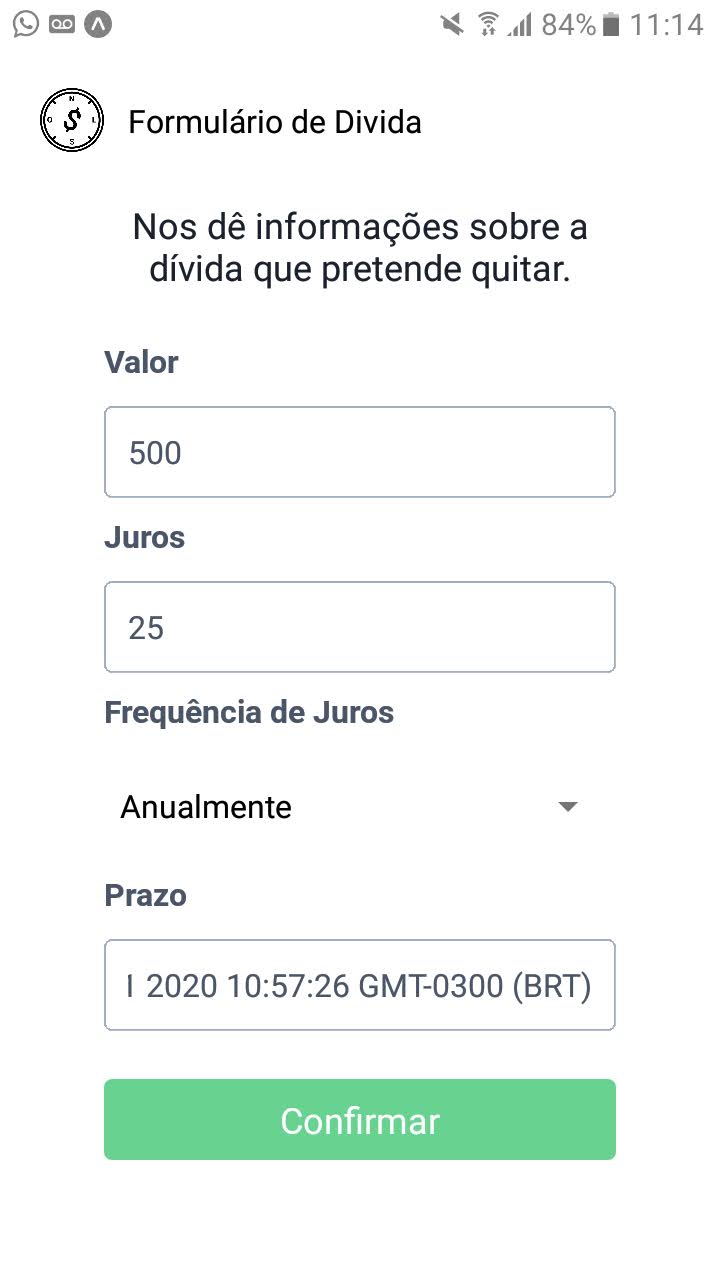 84% 11:14
N
O $ L
S
Formulário de Divida
Nos dê informações sobre a
dívida que pretende quitar.
Valor
500
Juros
25
Frequência de Juros
Anualmente
Prazo
2020 10:57:26 GMT-0300 (BRT)
Confirmar